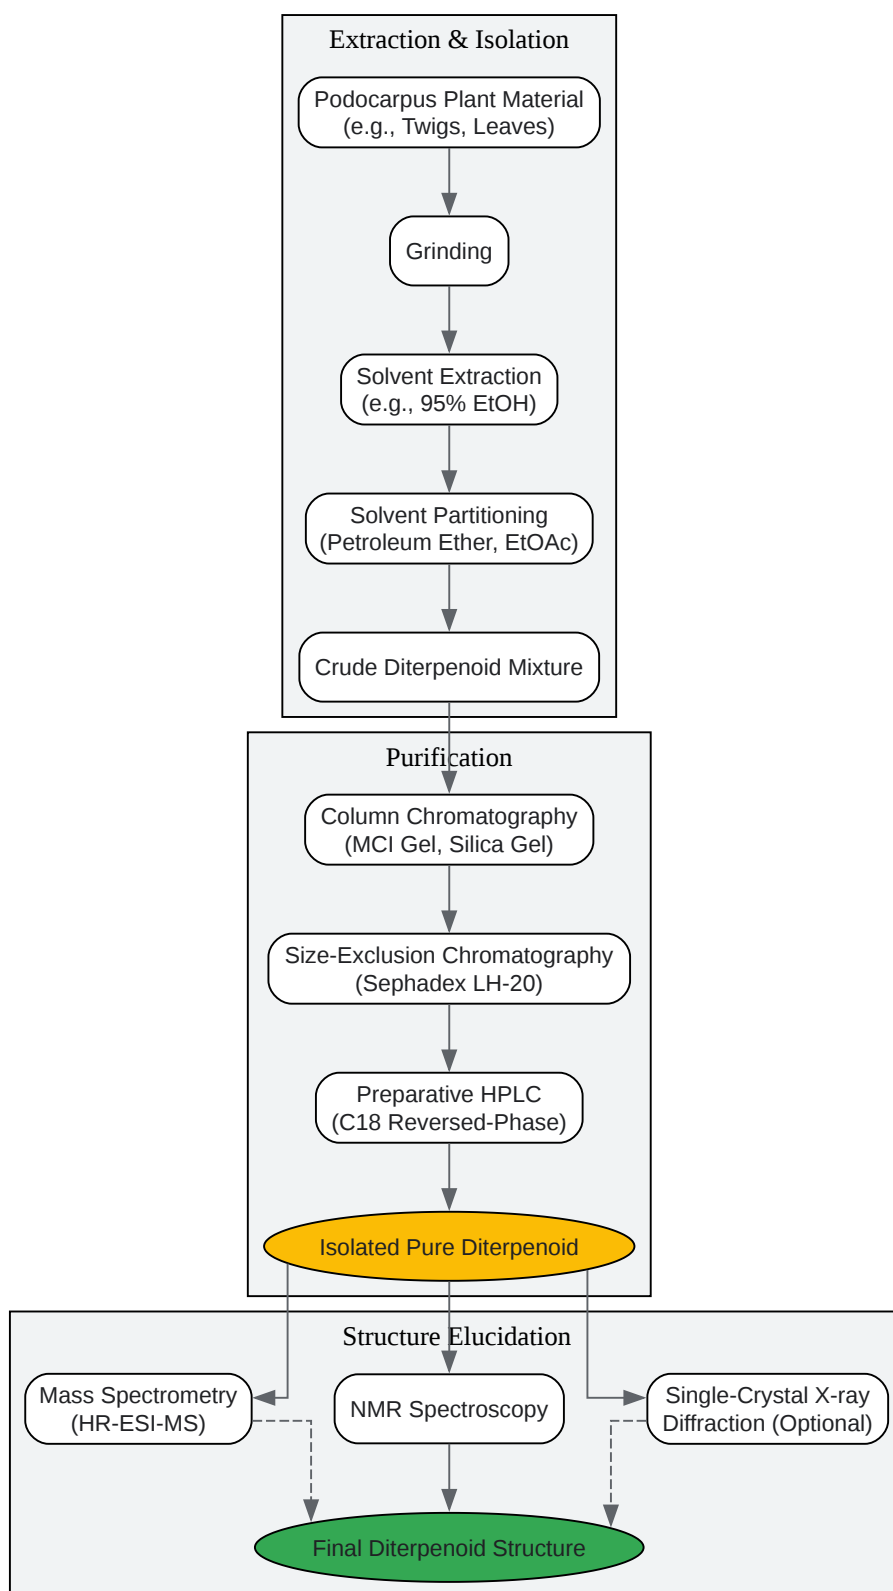 Extraction & Isolation
Podocarpus Plant Material
(e.g., Twigs, Leaves)
Grinding
Solvent Extraction
(e.g., 95% EtOH)
Solvent Partitioning
(Petroleum Ether, EtOAc)
Crude Diterpenoid Mixture
Purification
Column Chromatography
(MCI Gel, Silica Gel)
Size-Exclusion Chromatography
(Sephadex LH-20)
Preparative HPLC
(C18 Reversed-Phase)
Isolated Pure Diterpenoid
Structure Elucidation
Mass Spectrometry
(HR-ESI-MS)
NMR Spectroscopy
Single-Crystal X-ray
Diffraction (Optional)
Final Diterpenoid Structure